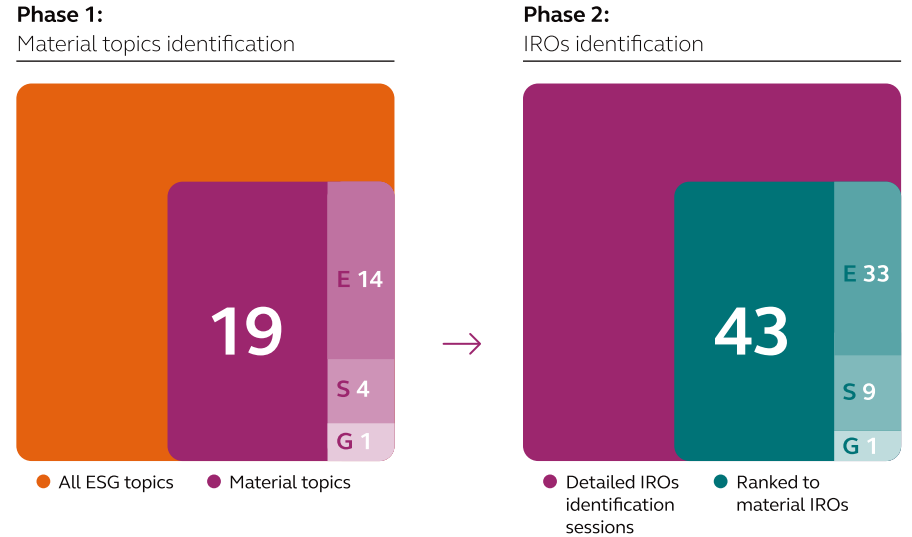 Phase 1:
Material topics identification
19
E 14
S 4
G 1
All ESG topics
Material topics
Phase 2:
IROs identification
43
E 33
S 9
G 1
Detailed IROs
identification
sessions
Ranked to
material IROs